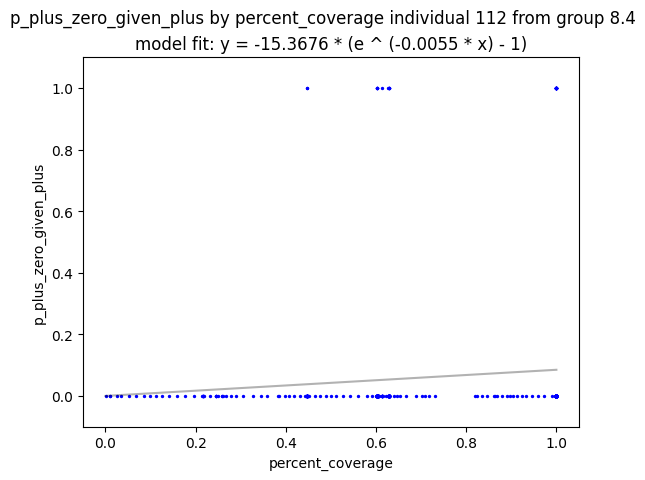 p_plus_zero_given_plus by percent_coverage individual 112 from group 8.4
model fit: y = -15.3676 * (e ^ (-0.0055 * x) - 1)
1.0
0.8
0.6
0.4
0.2
0.0
p_plus_zero_given_plus
0.0 0.2 0.4 0.6 0.8 1.0
percent_coverage